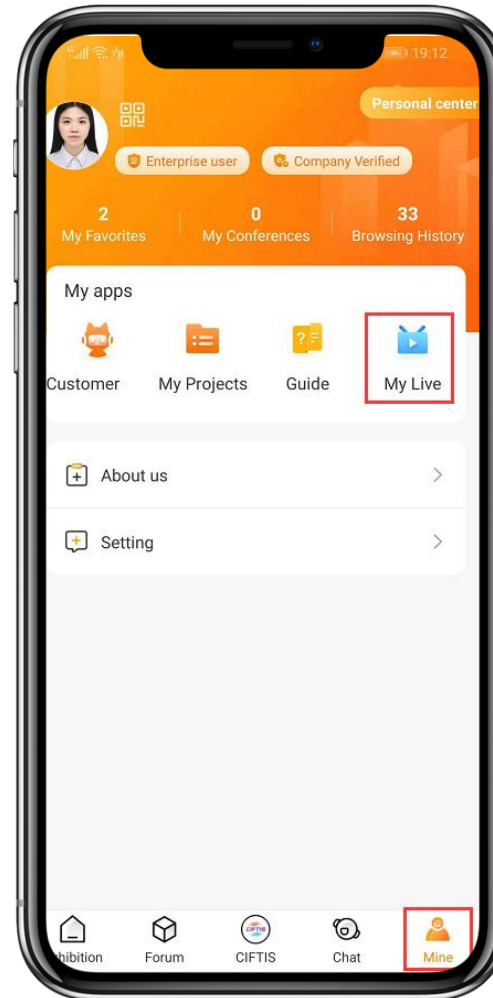 19:12
Personal center
Enterprise user
Company Verified
2
0
33
My Favorites
My Conferences
Browsing History
My apps
Customer
My Projects
Guide
My Live
About us
Setting
hibition
Forum
CIFTIS
CIFTIS
Chat
Mine